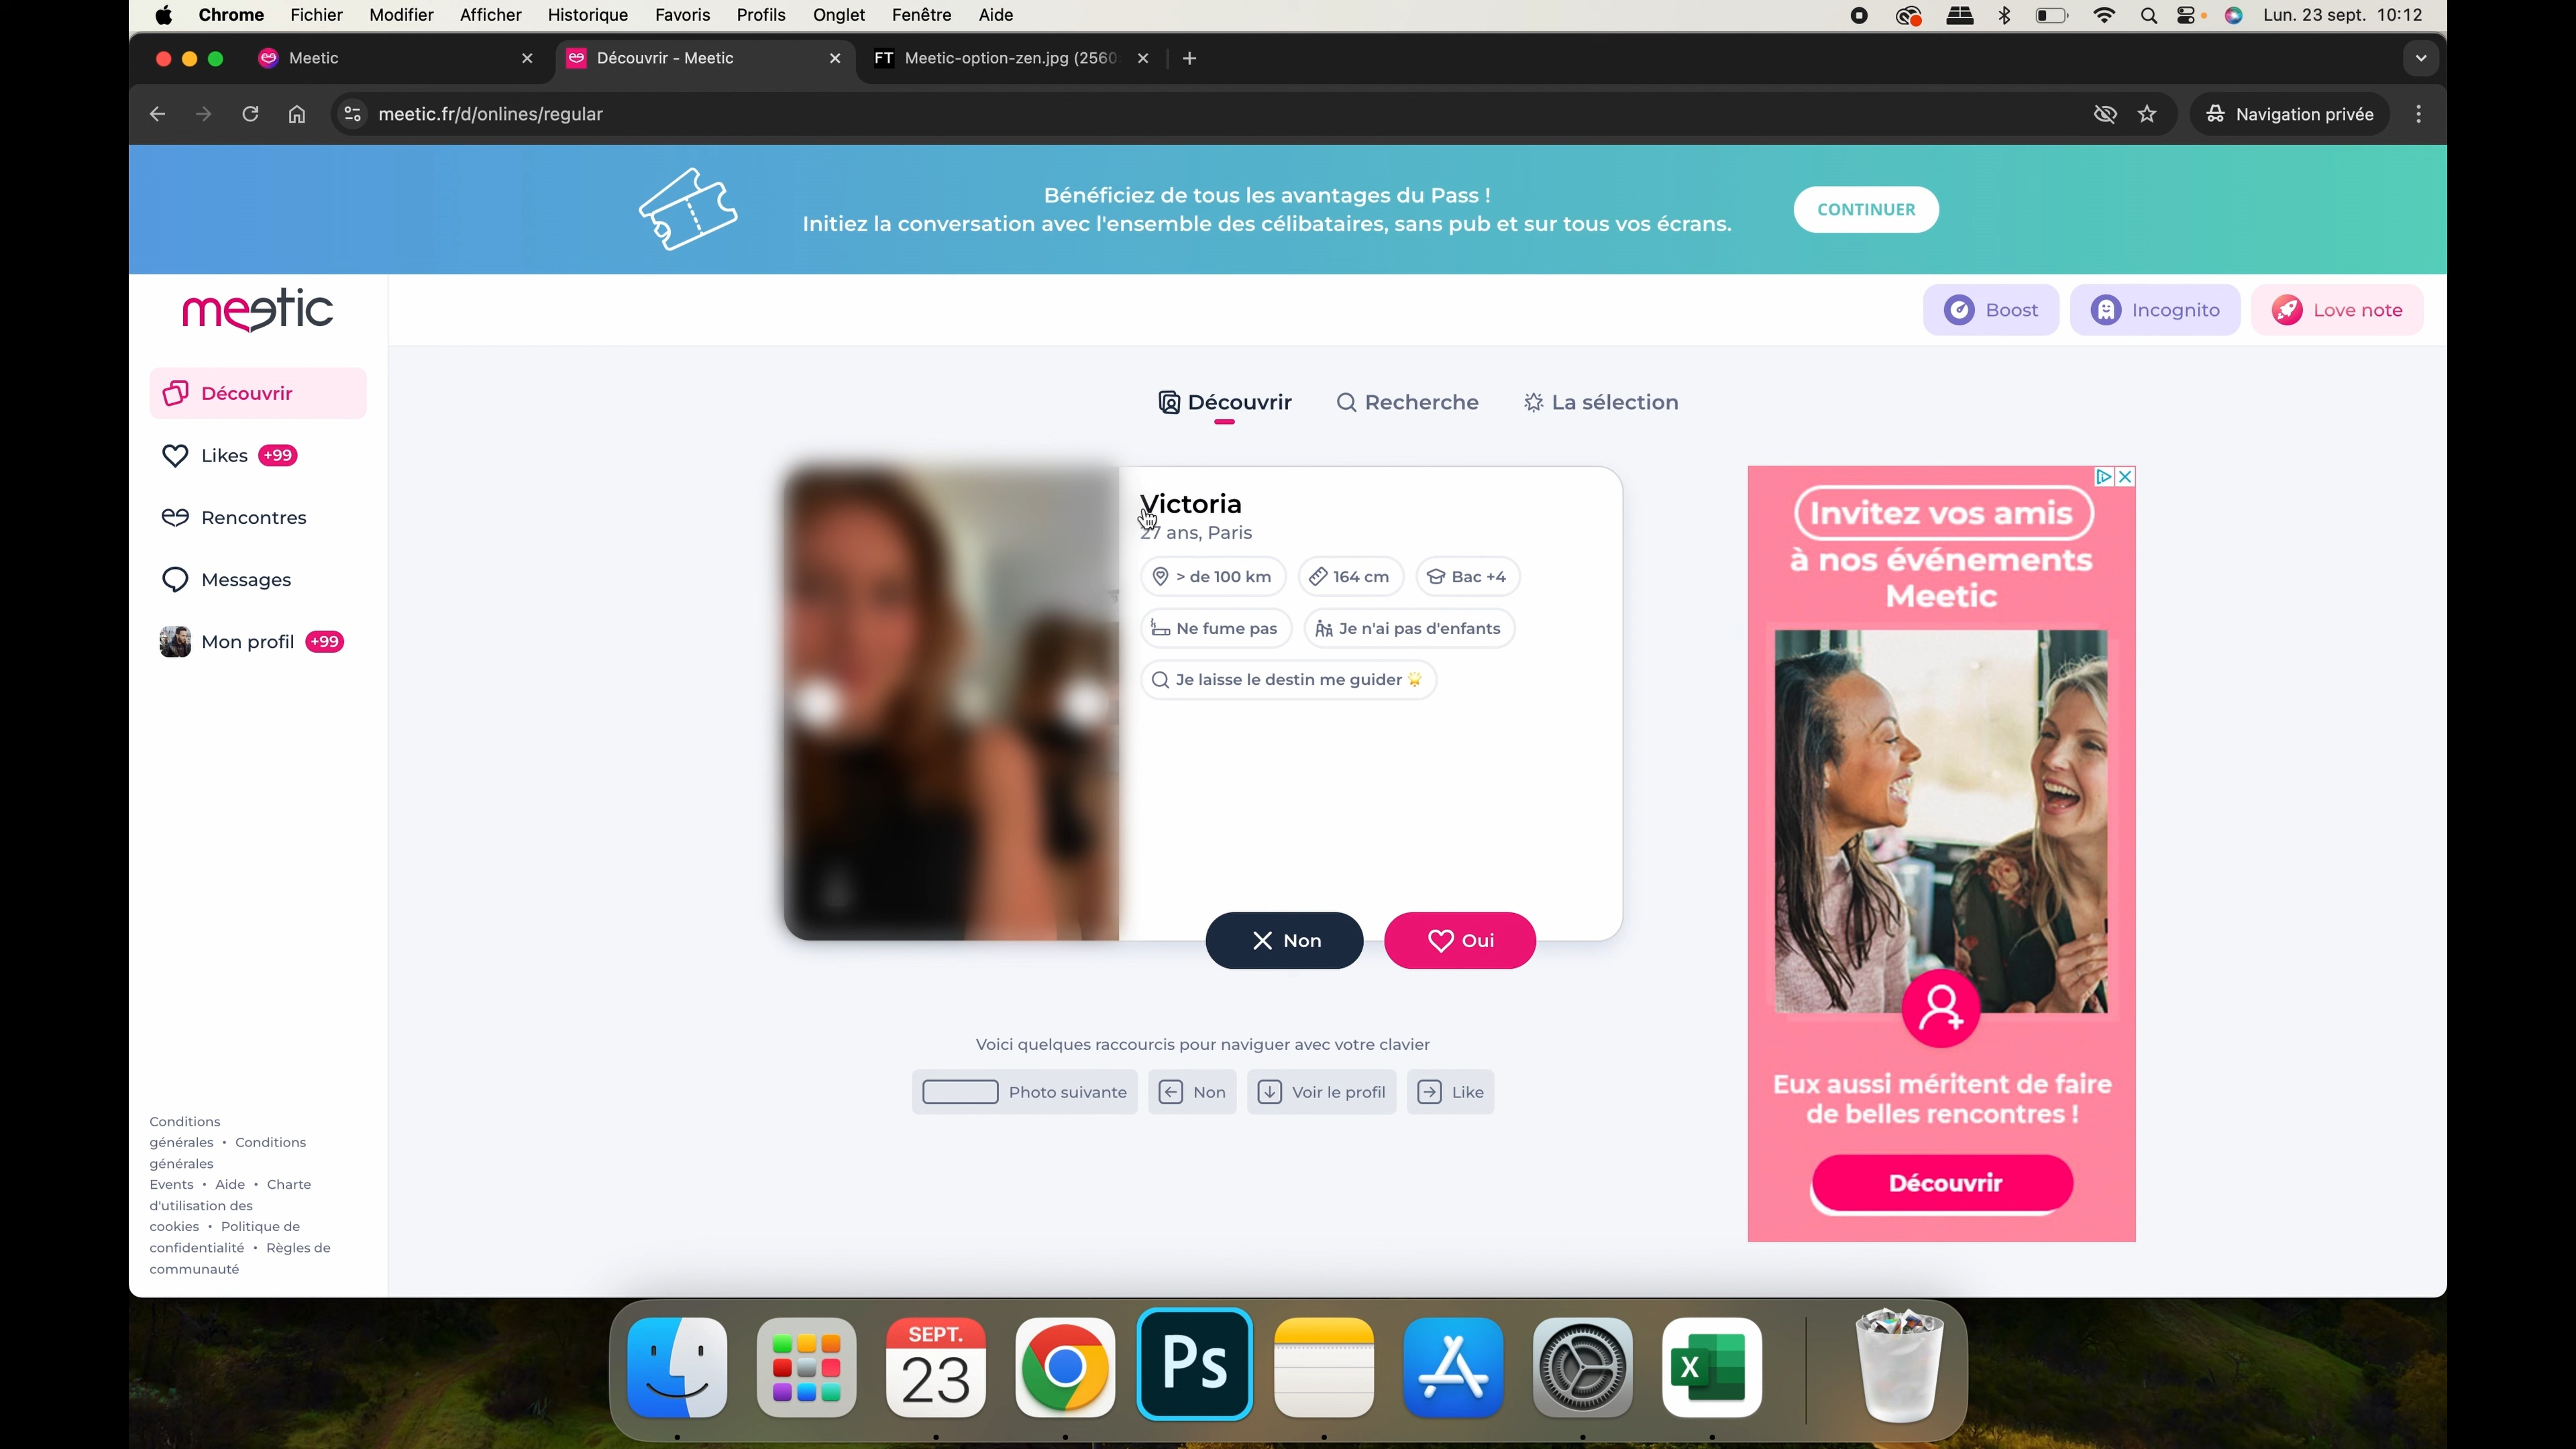 Chrome Fichier Modifier Afficher Historique Favoris Profils Onglet Fenêtre Aide
Lun. 23 sept. 10:12
Meetic
Découvrir - Meetic
FT Meetic-option-zen.jpg (2560
meetic.fr/d/onlines/regular
Navigation privée
Bénéficiez de tous les avantages du Pass !
Initiez la conversation avec l'ensemble des célibataires, sans pub et sur tous vos écrans.
CONTINUER
meetic
Boost
Incognito
Love note
Découvrir
Likes +99
Rencontres
Messages
Mon profil +99
Découvrir
Recherche
La sélection
Victoria
27 ans, Paris
> de 100 km
164 cm
Bac +4
Ne fume pas
Je n'ai pas d'enfants
Je laisse le destin me guider
Non
Oui
Voici quelques raccourcis pour naviguer avec votre clavier
Photo suivante
Non
Voir le profil
Like
Invitez vos amis
à nos événements
Meetic
Eux aussi méritent de faire
de belles rencontres !
Découvrir
Conditions
générales • Conditions
générales
Events • Aide • Charte
d'utilisation des
cookies • Politique de
confidentialité • Règles de
communauté
SEPT.
23
Ps
X